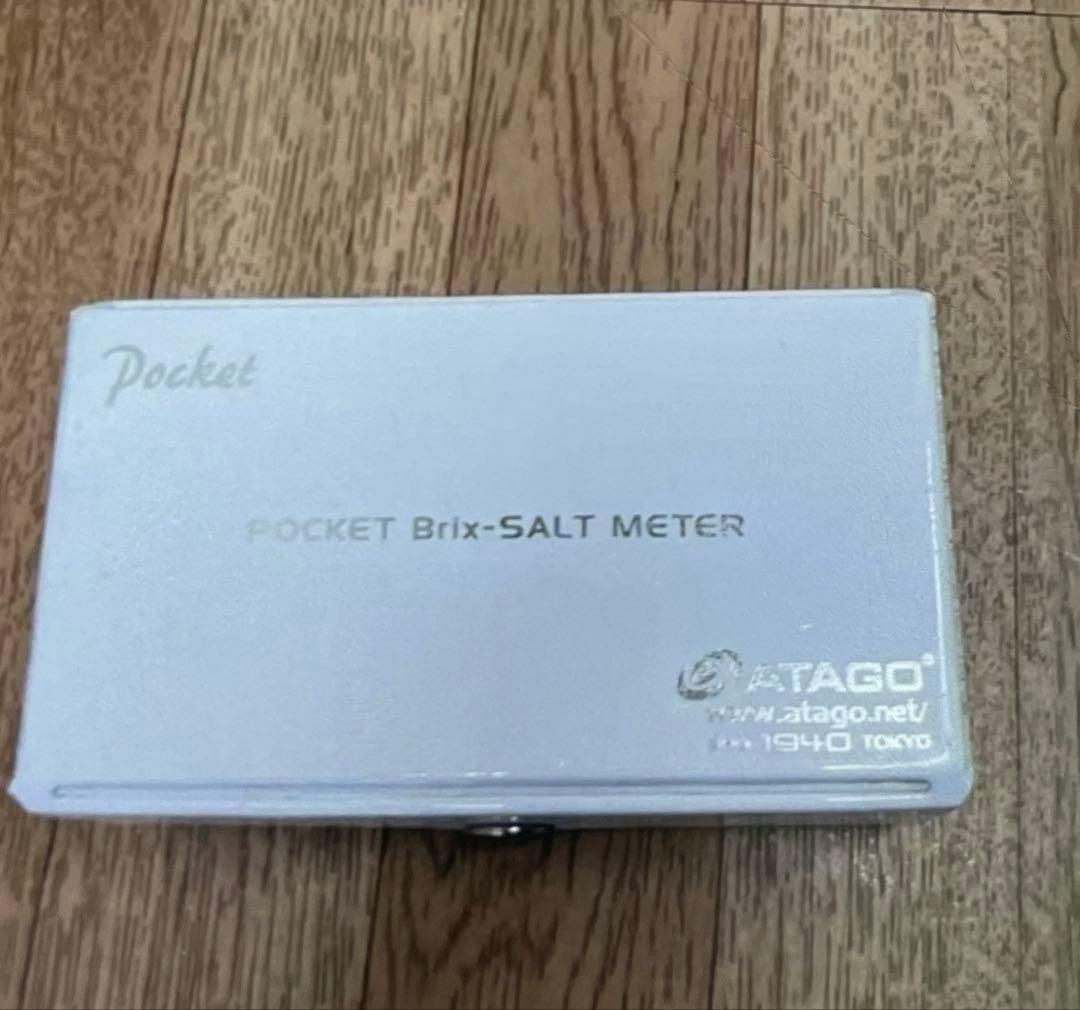 Pocket
POCKET Brix-SALT METER
ATAGO®
www.atago.net/
1940 TOKYO